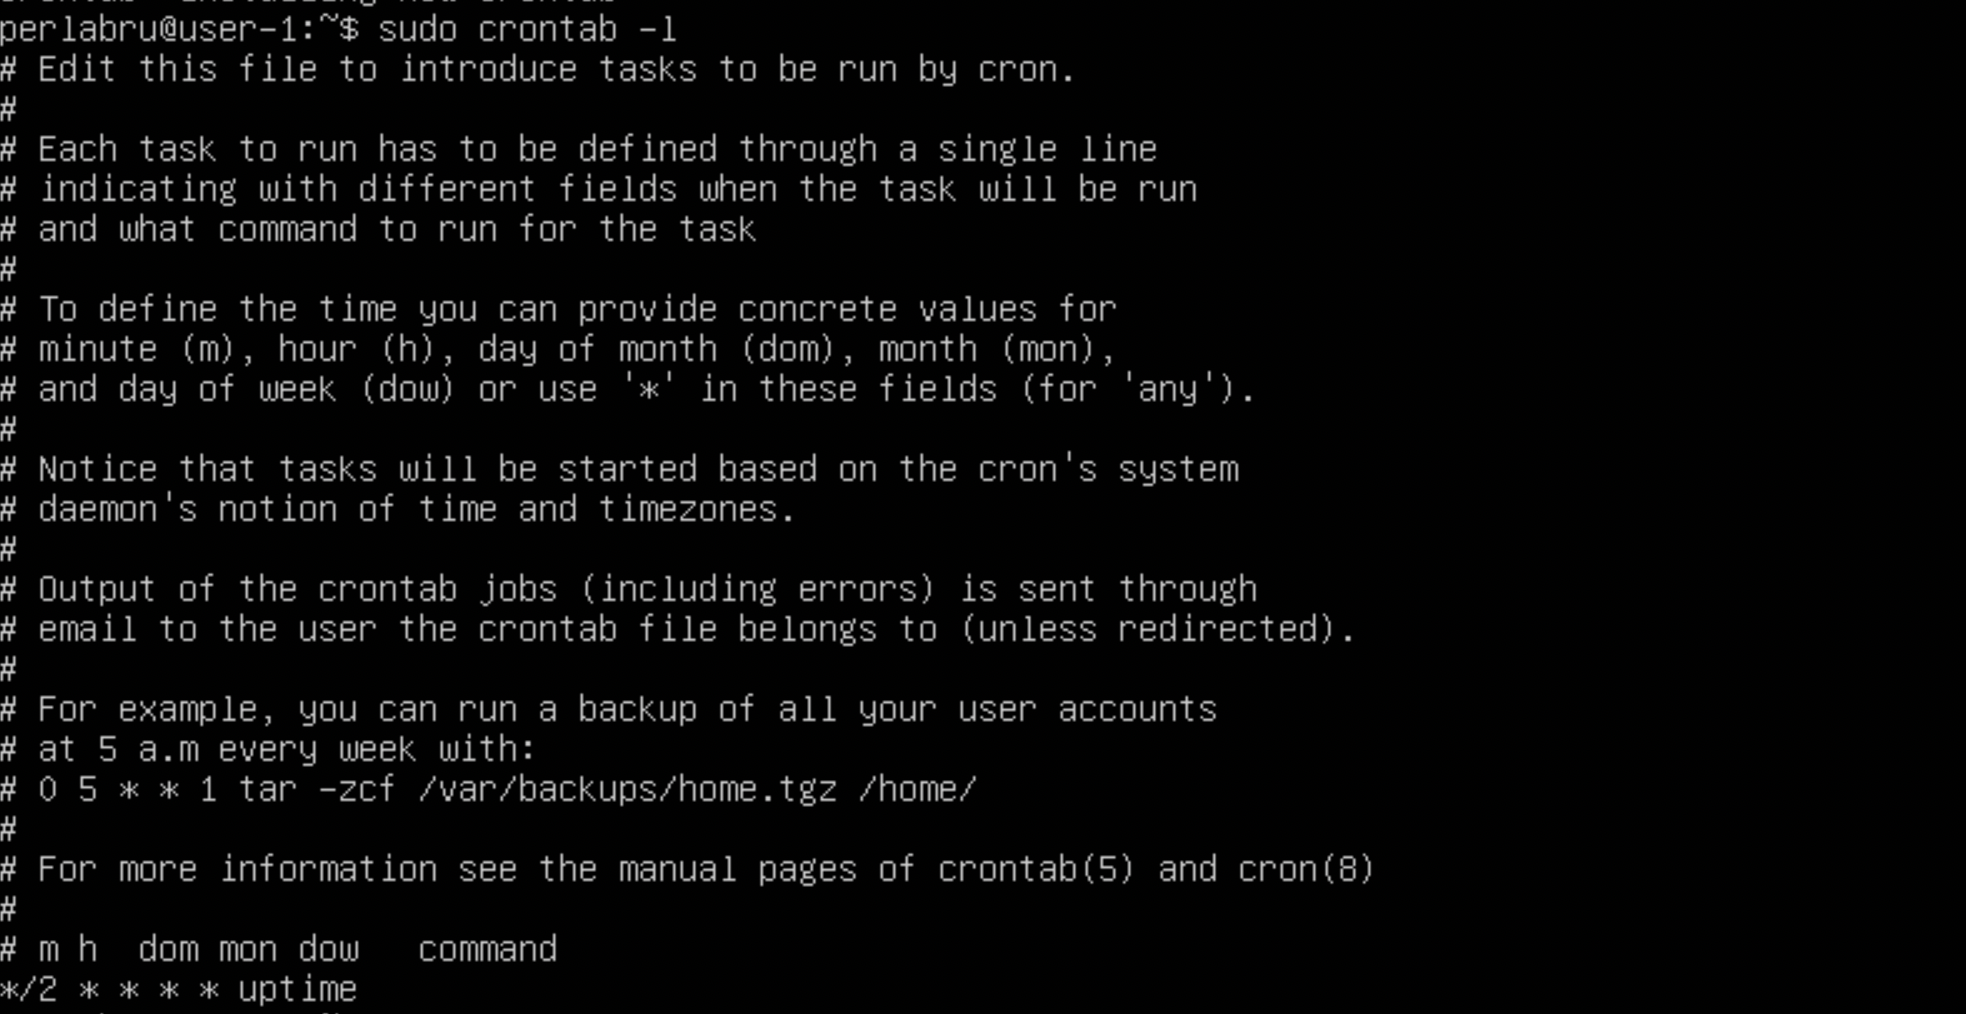 perlabru@user-1:~$ sudo crontab -l
# Edit this file to introduce tasks to be run by cron.
#
# Each task to run has to be defined through a single line
# indicating with different fields when the task will be run
# and what command to run for the task
#
# To define the time you can provide concrete values for
# minute (m), hour (h), day of month (dom), month (mon),
# and day of week (dow) or use '*' in these fields (for 'any').
#
# Notice that tasks will be started based on the cron's system
# daemon's notion of time and timezones.
#
# Output of the crontab jobs (including errors) is sent through
# email to the user the crontab file belongs to (unless redirected).
#
# For example, you can run a backup of all your user accounts
# at 5 a.m every week with:
# 0 5 * * 1 tar -zcf /var/backups/home.tgz /home/
#
# For more information see the manual pages of crontab(5) and cron(8)
#
# m h  dom mon dow   command
*/2 * * * * uptime